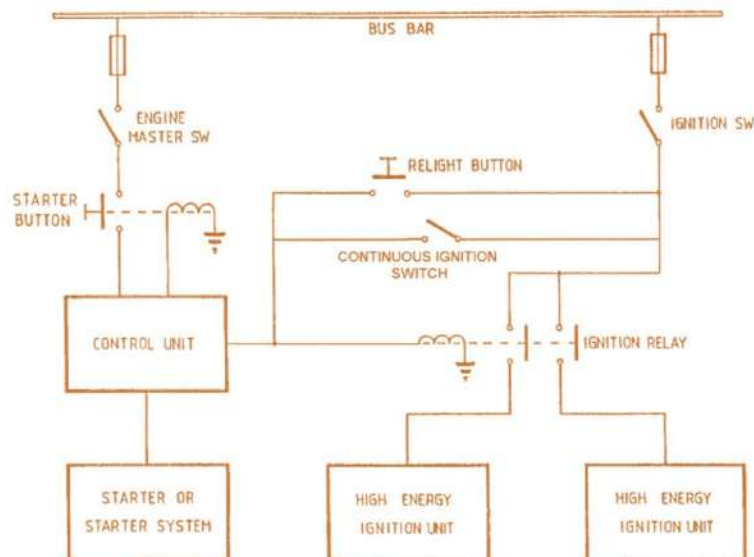 BUS BAR
ENGINE
MASTER SW
IGNITION SW
RELIGHT BUTTON
STARTER
BUTTON
CONTINUOUS IGNITION
SWITCH
CONTROL UNIT
IGNITION RELAY
STARTER OR
STARTER SYSTEM
HIGH ENERGY
IGNITION UNIT
HIGH ENERGY
IGNITION UNIT